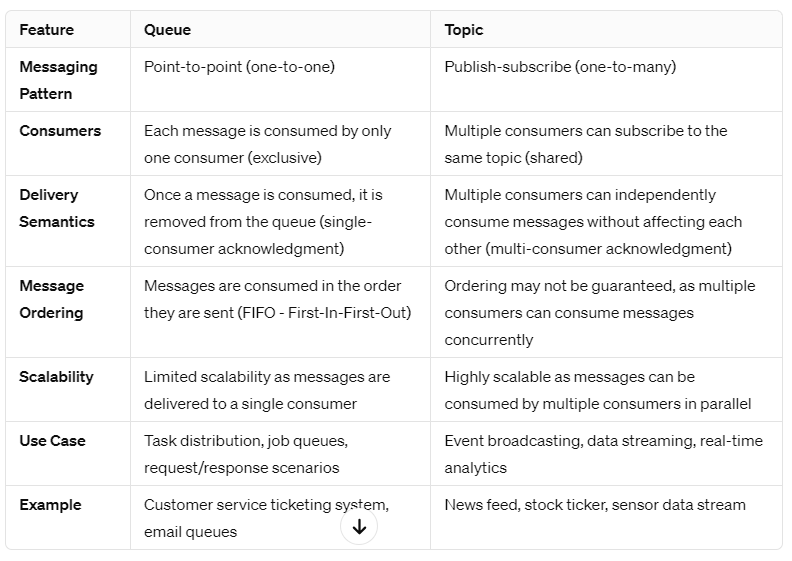 Feature Queue Topic
Messaging Pattern Point-to-point (one-to-one) Publish-subscribe (one-to-many)
Consumers Each message is consumed by only one consumer (exclusive) Multiple consumers can subscribe to the same topic (shared)
Delivery Semantics Once a message is consumed, it is removed from the queue (single-consumer acknowledgment) Multiple consumers can independently consume messages without affecting each other (multi-consumer acknowledgment)
Message Ordering Messages are consumed in the order they are sent (FIFO - First-In-First-Out) Ordering may not be guaranteed, as multiple consumers can consume messages concurrently
Scalability Limited scalability as messages are delivered to a single consumer Highly scalable as messages can be consumed by multiple consumers in parallel
Use Case Task distribution, job queues, request/response scenarios Event broadcasting, data streaming, real-time analytics
Example Customer service ticketing system, email queues News feed, stock ticker, sensor data stream